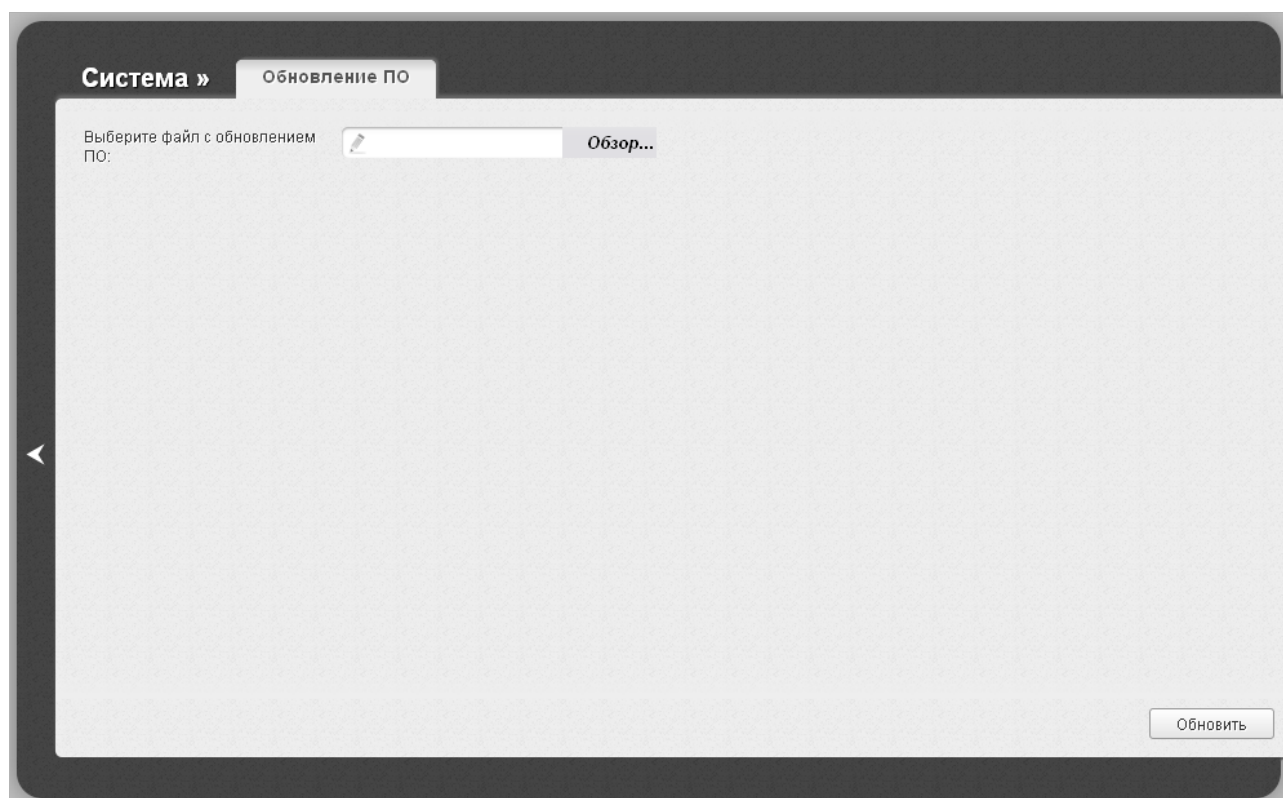 Система »
Обновление ПО
Выберите файл с обновлением
ПО:
Обзор...
Обновить